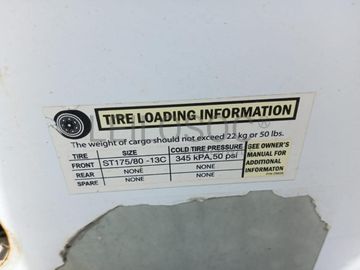 TIRE LOADING INFORMATION
The weight of cargo should not exceed 22 kg or 50 lbs.
TIRE SIZE COLD TIRE PRESSURE
FRONT ST175/80 -13C 345 kPA, 50 psi
REAR NONE NONE
SPARE NONE NONE
SEE OWNER'S
MANUAL FOR
ADDITIONAL
INFORMATON